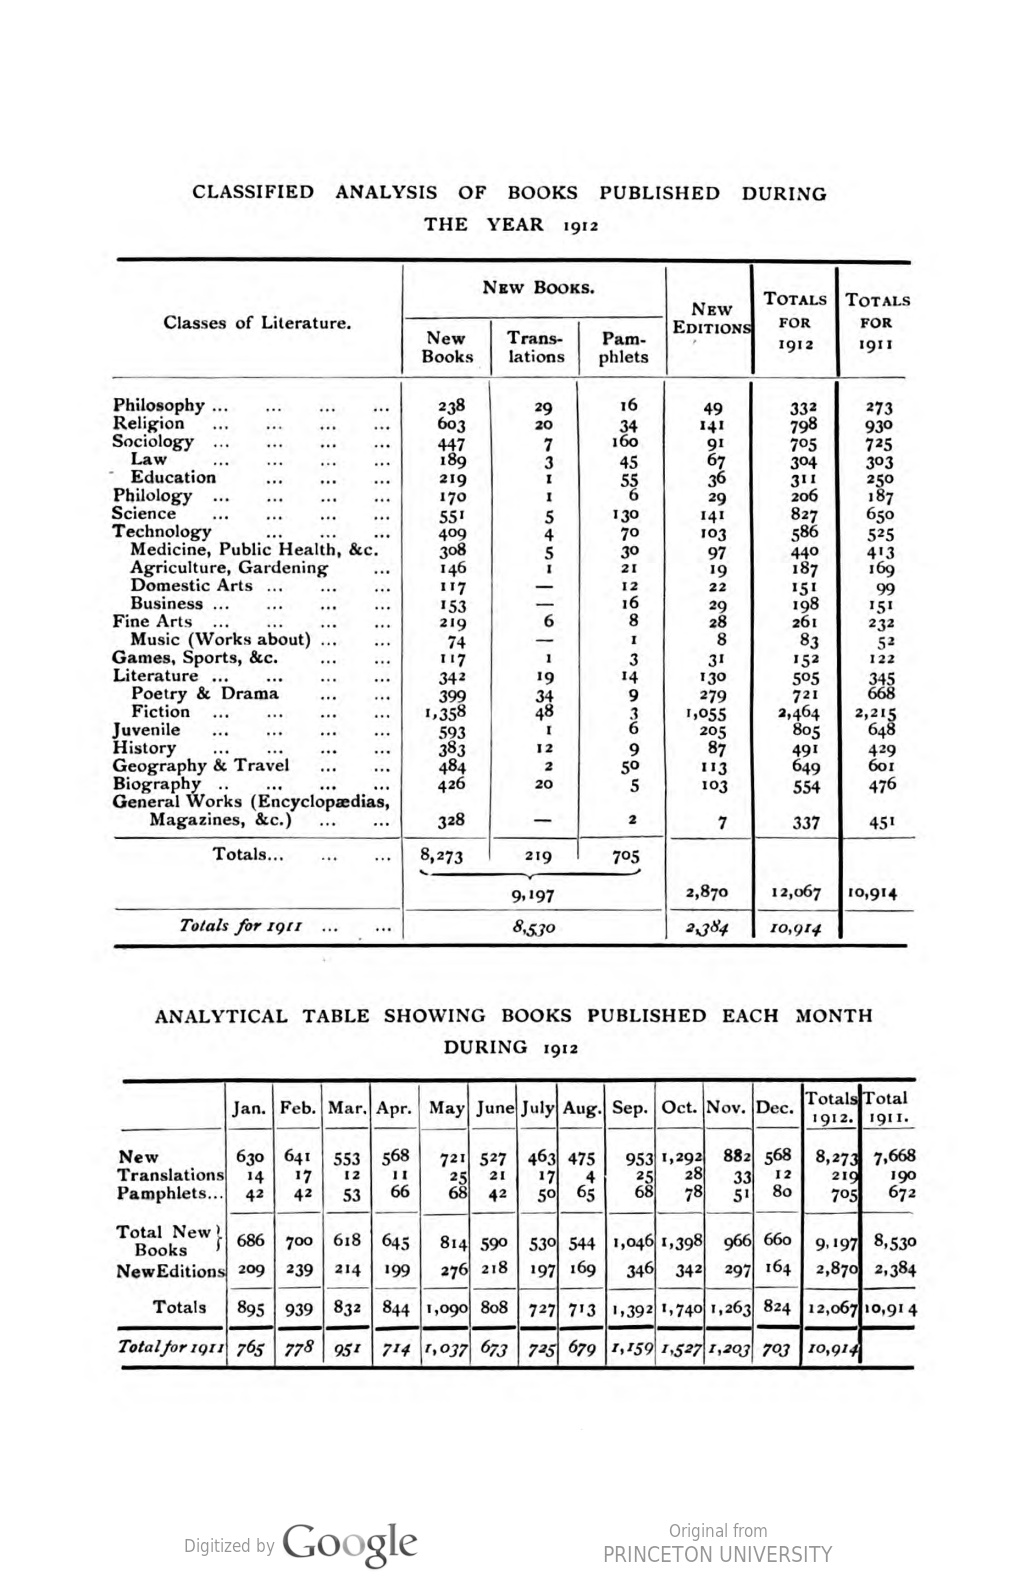 CLASSIFIED ANALYSIS OF BOOKS PUBLISHED DURING
THE YEAR 1912
Classes of Literature. New Books. New Editions Totals for 1912 Totals for 1911
New Books Trans-lations Pam-phlets
Philosophy ... ... ... ... 238 29 16 49 332 273
Religion ... ... ... ... 603 20 34 141 798 930
Sociology ... ... ... ... 447 7 160 91 705 725
Law ... ... ... ... 189 3 45 67 304 303
Education ... ... ... 219 1 55 36 311 250
Philology ... ... ... ... 170 1 6 29 206 187
Science ... ... ... ... 551 5 130 141 827 650
Technology ... ... ... 409 4 70 103 586 525
Medicine, Public Health, &c. 308 5 30 97 440 413
Agriculture, Gardening ... 146 1 21 19 187 169
Domestic Arts ... ... ... 117 — 12 22 151 99
Business ... ... ... ... 153 — 16 29 198 151
Fine Arts ... ... ... ... 219 6 8 28 261 232
Music (Works about) ... ... 74 — 1 8 83 52
Games, Sports, &c. ... ... 117 1 3 31 152 122
Literature ... ... ... ... 342 19 14 130 505 345
Poetry & Drama ... ... 399 34 9 279 721 668
Fiction ... ... ... ... 1,358 48 3 1,055 2,464 2,215
Juvenile ... ... ... ... 593 1 6 205 805 648
History ... ... ... ... 383 12 9 87 491 429
Geography & Travel ... ... 484 2 50 113 649 601
Biography .. ... ... ... 426 20 5 103 554 476
General Works (Encyclopædias,
Magazines, &c.) ... ... 328 — 2 7 337 451
Totals... ... ... 8,273 219 705
9,197 2,870 12,067 10,914
Totals for 1911 ... ... 8,530 2,384 10,914
ANALYTICAL TABLE SHOWING BOOKS PUBLISHED EACH MONTH
DURING 1912
Jan. Feb. Mar. Apr. May June July Aug. Sep. Oct. Nov. Dec. Totals 1912. Total 1911.
New 630 641 553 568 721 527 463 475 953 1,292 882 568 8,273 7,668
Translations 14 17 12 11 25 21 17 4 25 28 33 12 219 190
Pamphlets... 42 42 53 66 68 42 50 65 68 78 51 80 705 672
Total New Books } 686 700 618 645 814 590 530 544 1,046 1,398 966 660 9,197 8,530
New Editions 209 239 214 199 276 218 197 169 346 342 297 164 2,870 2,384
Totals 895 939 832 844 1,090 808 727 713 1,392 1,740 1,263 824 12,067 10,914
Total for 1911 765 778 951 714 1,037 673 725 679 1,159 1,527 1,203 703 10,914
Digitized by Google
Original from
PRINCETON UNIVERSITY